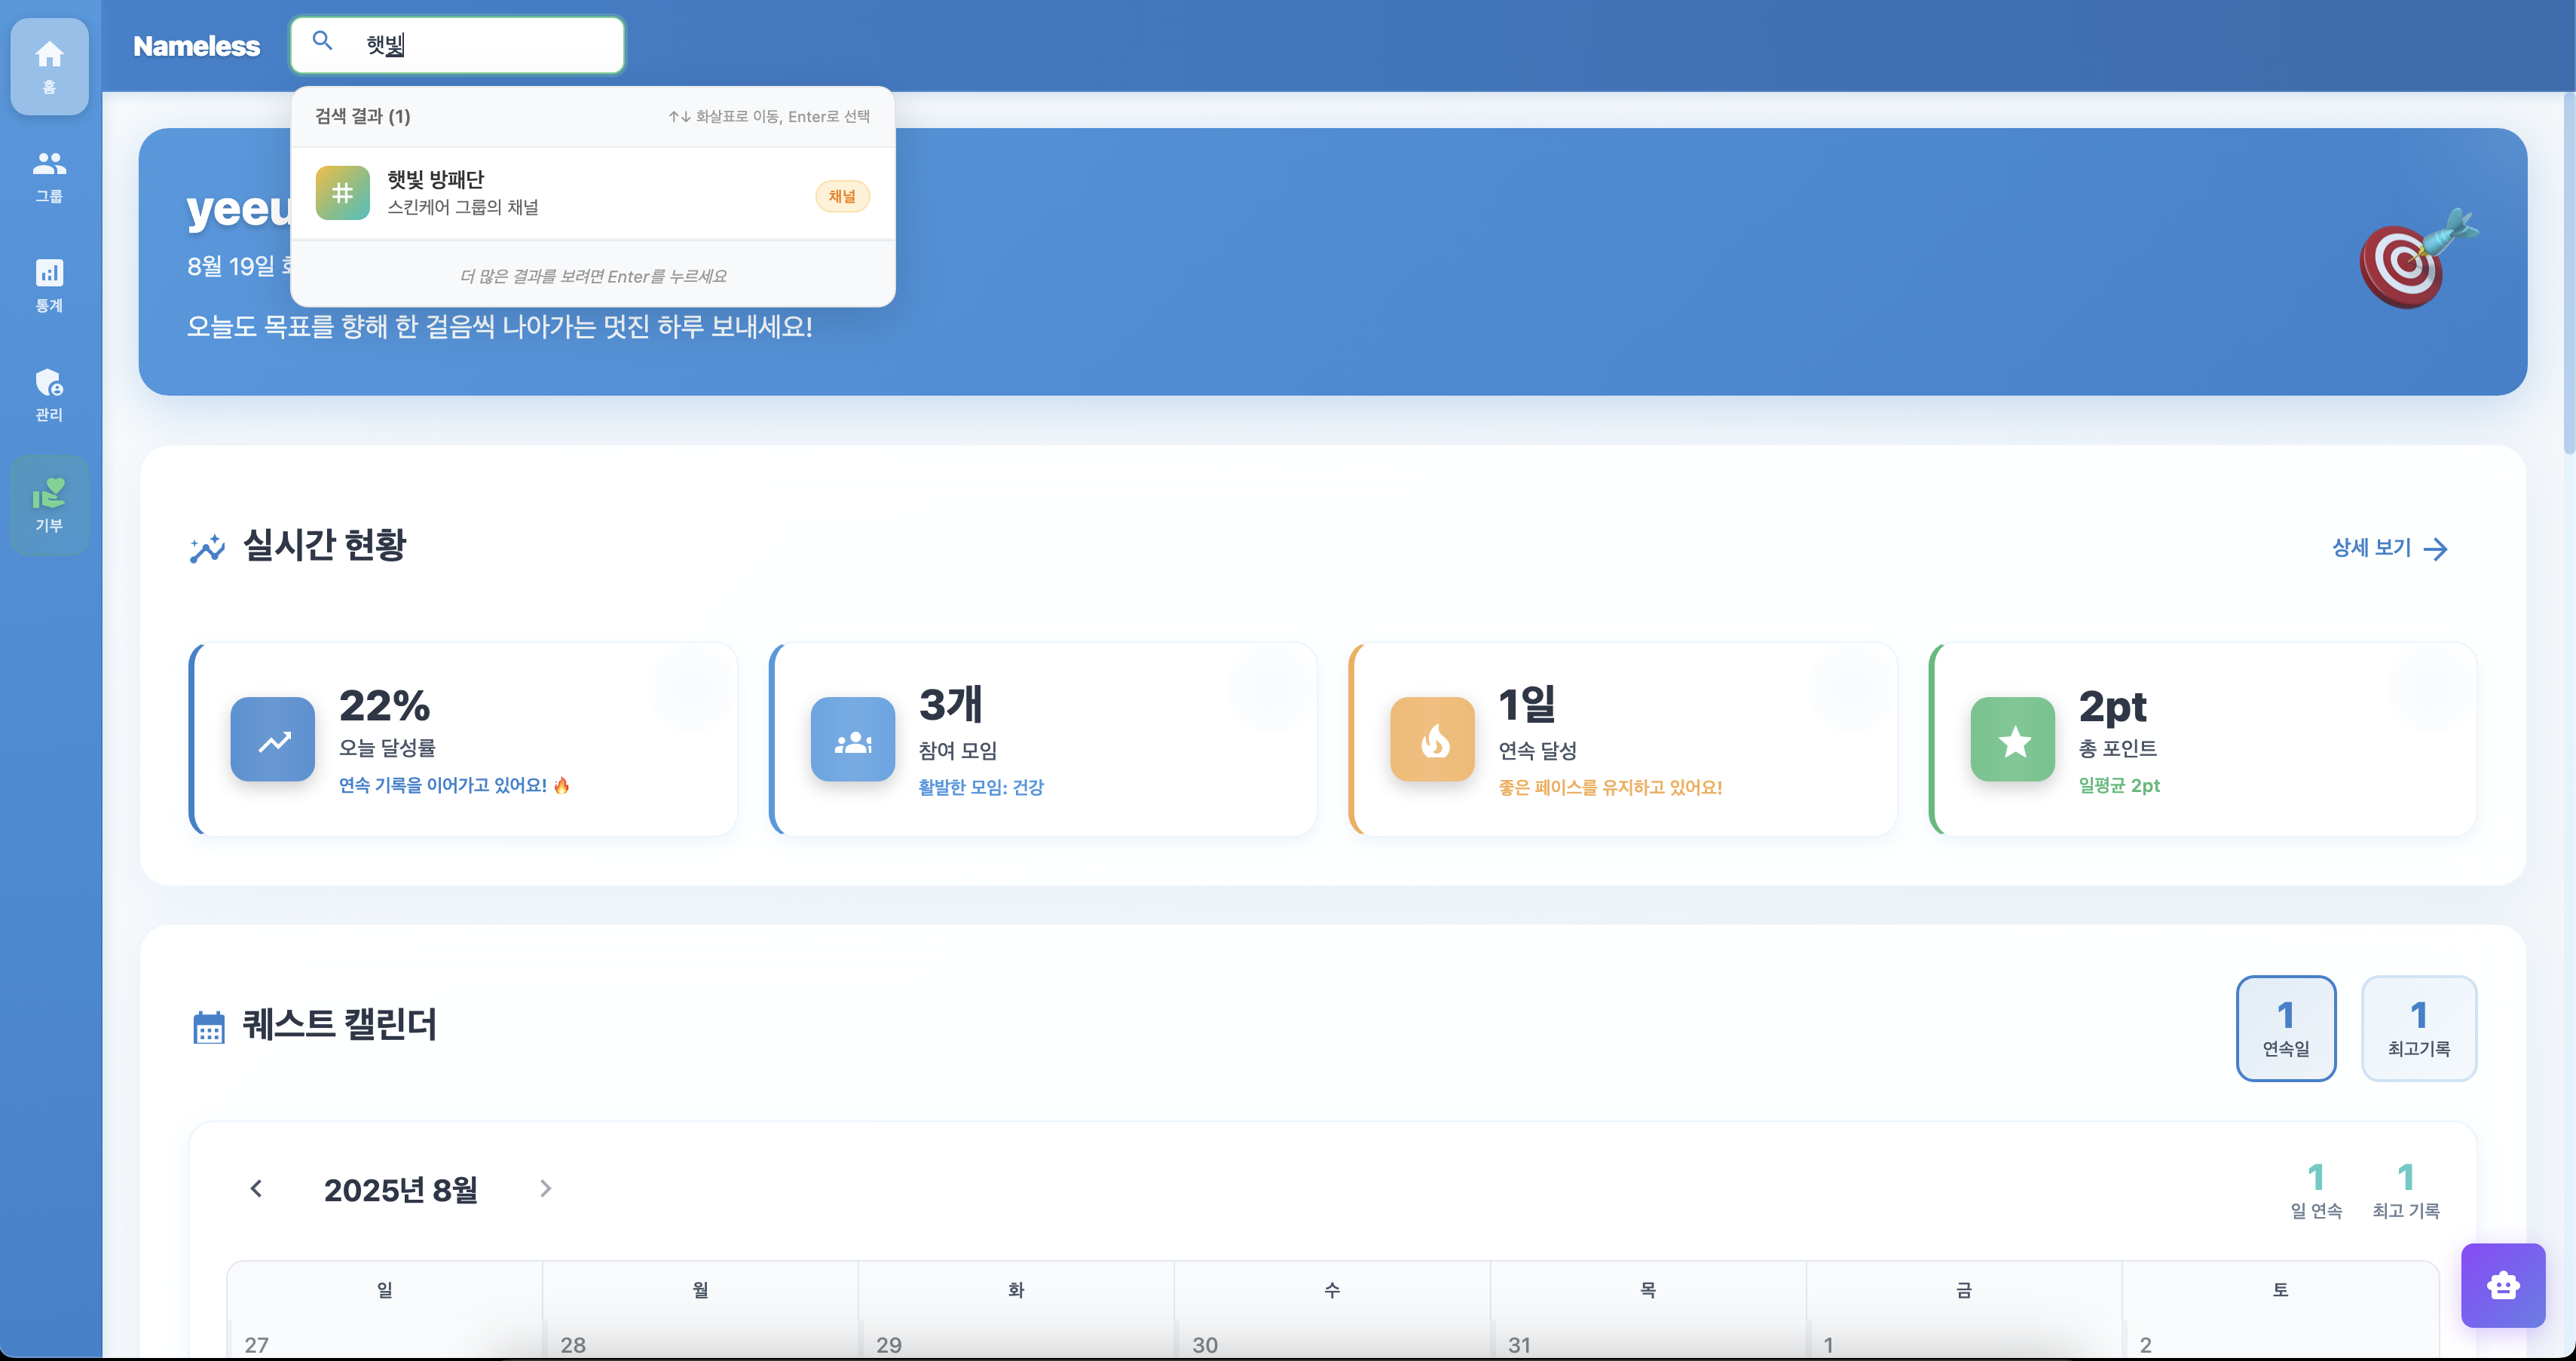 Nameless
햇빛
홈
그룹
통계
관리
기부
검색 결과 (1)
↑↓ 화살표로 이동, Enter로 선택
햇빛 방패단
스킨케어 그룹의 채널
채널
더 많은 결과를 보려면 Enter를 누르세요
8월 19일
오늘도 목표를 향해 한 걸음씩 나아가는 멋진 하루 보내세요!
실시간 현황
상세 보기 →
22%
오늘 달성률
연속 기록을 이어가고 있어요! 🔥
3개
참여 모임
활발한 모임: 건강
1일
연속 달성
좋은 페이스를 유지하고 있어요!
2pt
총 포인트
일평균 2pt
퀘스트 캘린더
1
연속일
1
최고기록
2025년 8월
1
일 연속
1
최고 기록
일 월 화 수 목 금 토
27 28 29 30 31 1 2